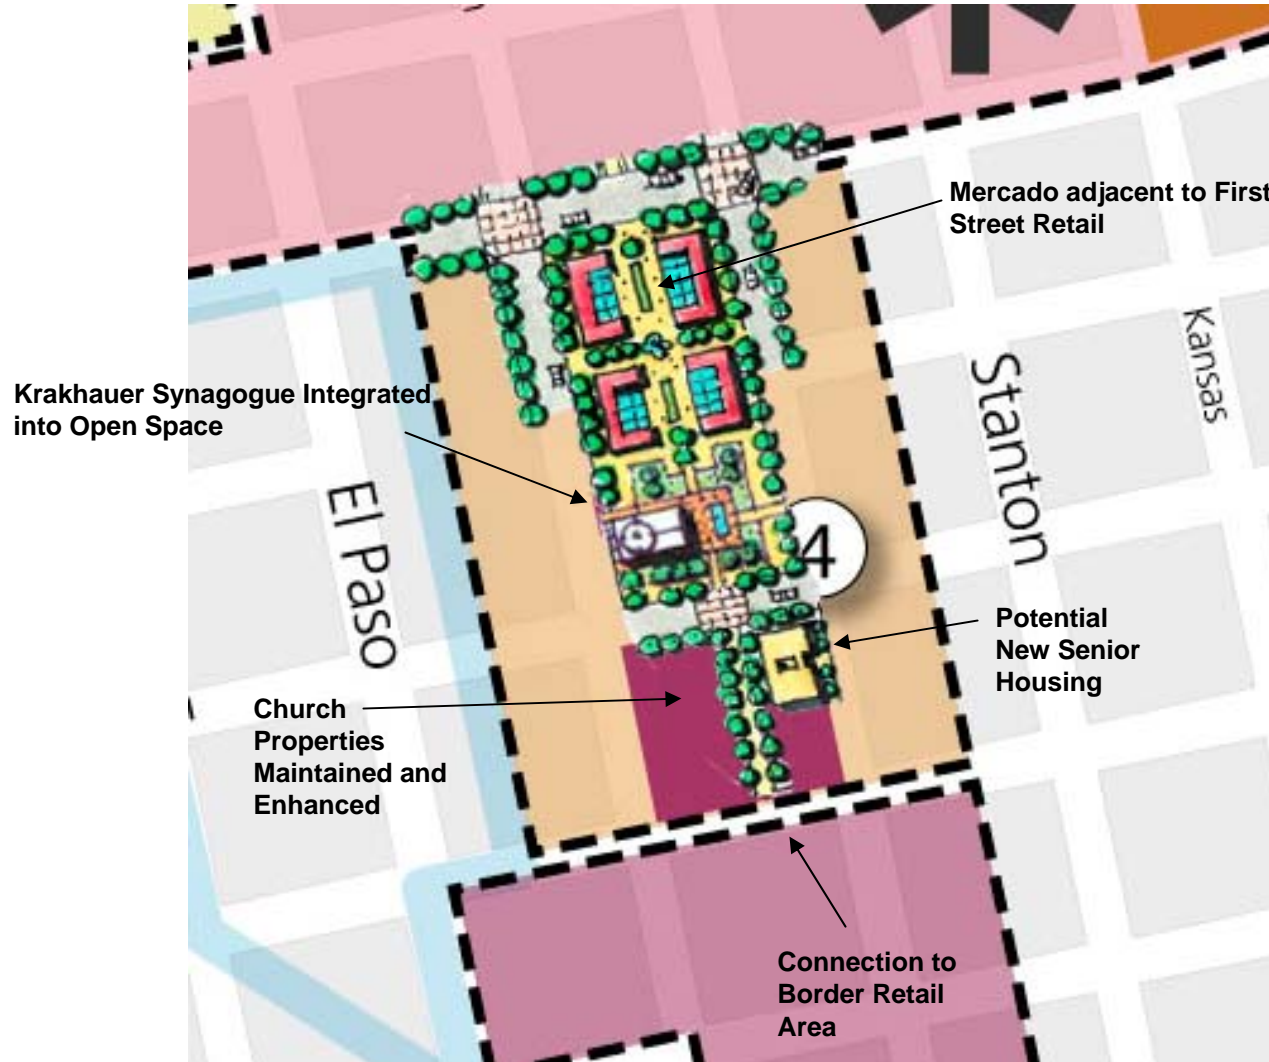 Mercado adjacent to First
Street Retail
Kansas
Stanton
Krakhauer Synagogue Integrated
into Open Space
El Paso
4
Potential
New Senior
Housing
Church
Properties
Maintained and
Enhanced
Connection to
Border Retail
Area